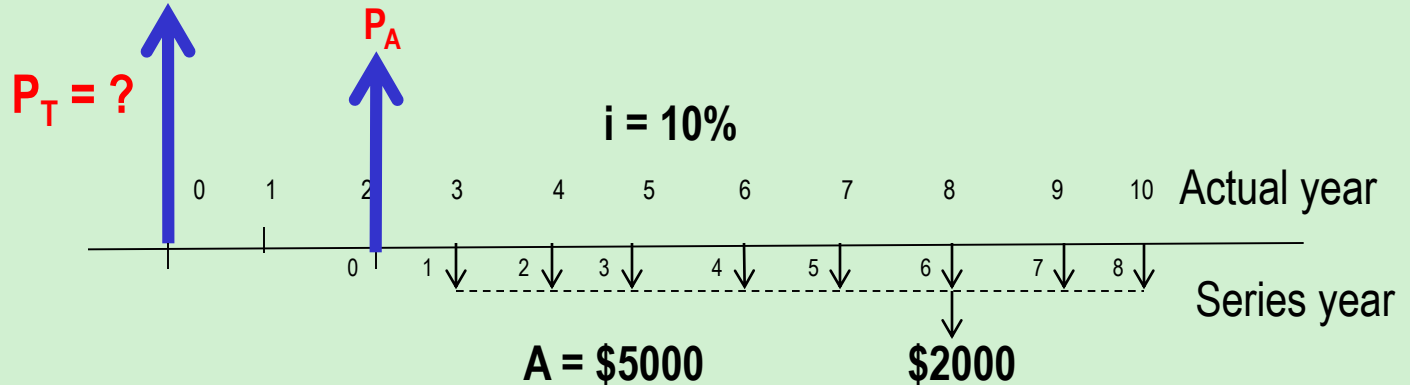 P_A
P_T = ?
i = 10%
0 1 2 3 4 5 6 7 8 9 10 Actual year
0 1 2 3 4 5 6 7 8
Series year
A = $5000 $2000